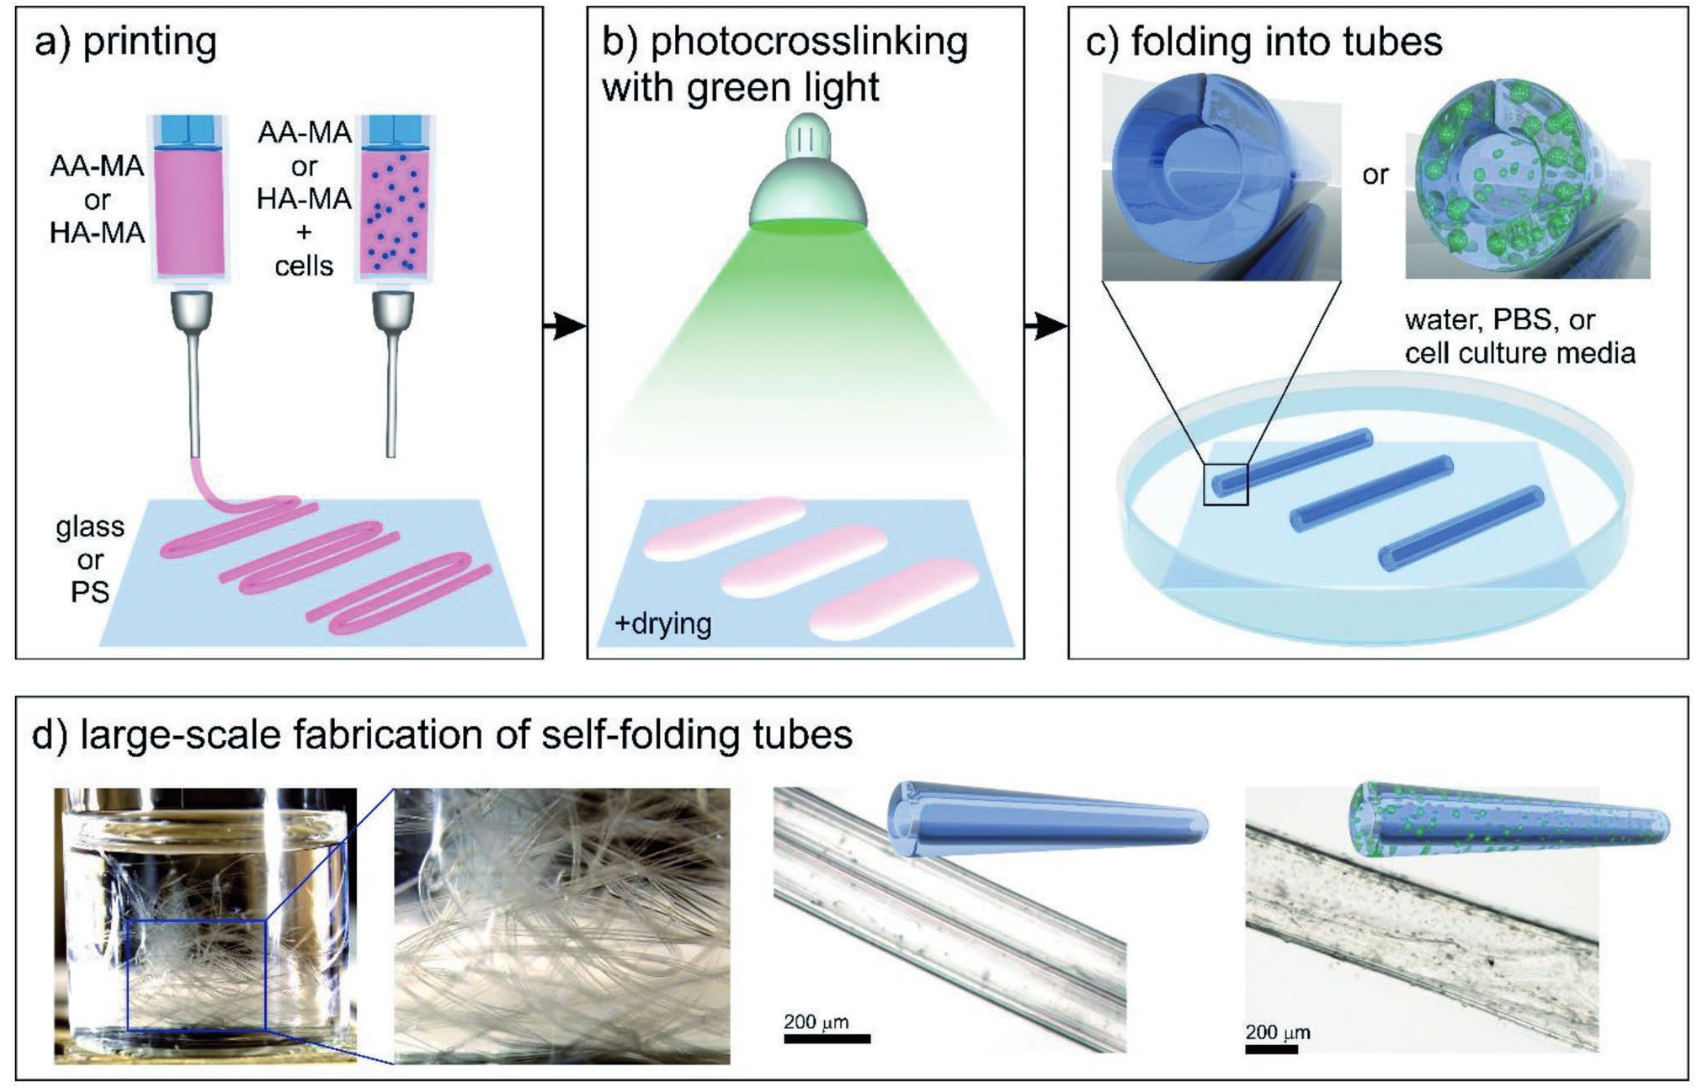 a) printing
AA-MA
or
HA-MA
AA-MA
or
HA-MA
+
cells
glass
or
PS
b) photocrosslinking
with green light
+drying
c) folding into tubes
or
water, PBS, or
cell culture media
d) large-scale fabrication of self-folding tubes
200 μm
200 μm